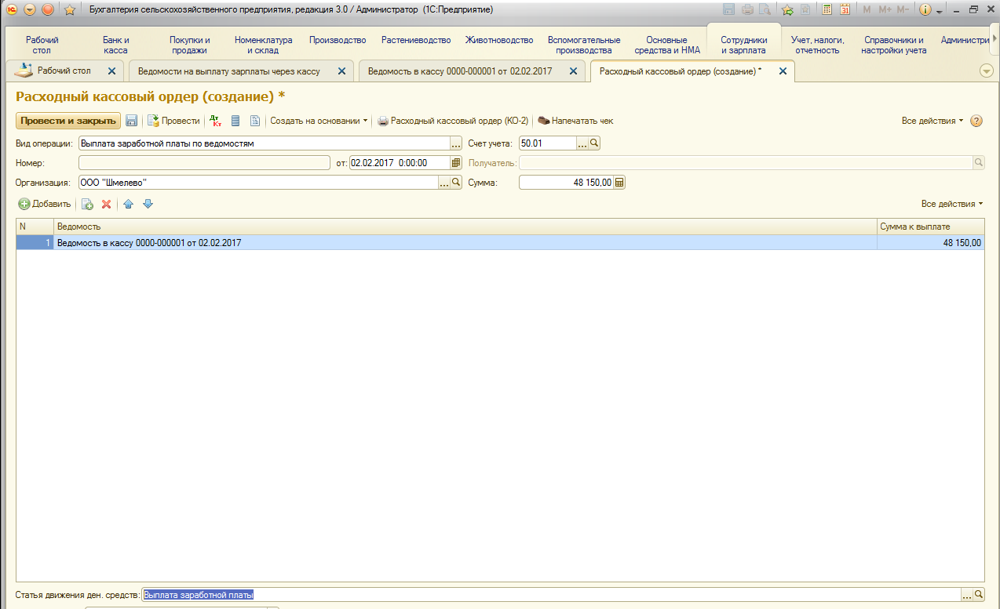 Бухгалтерия сельскохозяйственного предприятия, редакция 3.0 / Администратор (1С:Предприятие)
M M+ M-
Рабочий стол
Банк и касса
Покупки и продажи
Номенклатура и склад
Производство
Растениеводство
Животноводство
Вспомогательные производства
Основные средства и НМА
Сотрудники и зарплата
Учет, налоги, отчетность
Справочники и настройки учета
Администри
Рабочий стол
Ведомости на выплату зарплаты через кассу
Ведомость в кассу 0000-000001 от 02.02.2017
Расходный кассовый ордер (создание) *
Расходный кассовый ордер (создание) *
Провести и закрыть
Провести
Дт Кт
Создать на основании
Расходный кассовый ордер (КО-2)
Напечатать чек
Все действия
?
Вид операции: Выплата заработной платы по ведомостям ... Счет учета: 50.01 ...
Номер: от: 02.02.2017 0:00:00 Получатель:
Организация: ООО "Шмелево" ... Сумма: 48 150,00
Добавить Все действия
N Ведомость Сумма к выплате
1 Ведомость в кассу 0000-000001 от 02.02.2017 48 150,00
Статья движения ден. средств: Выплата заработной платы ...